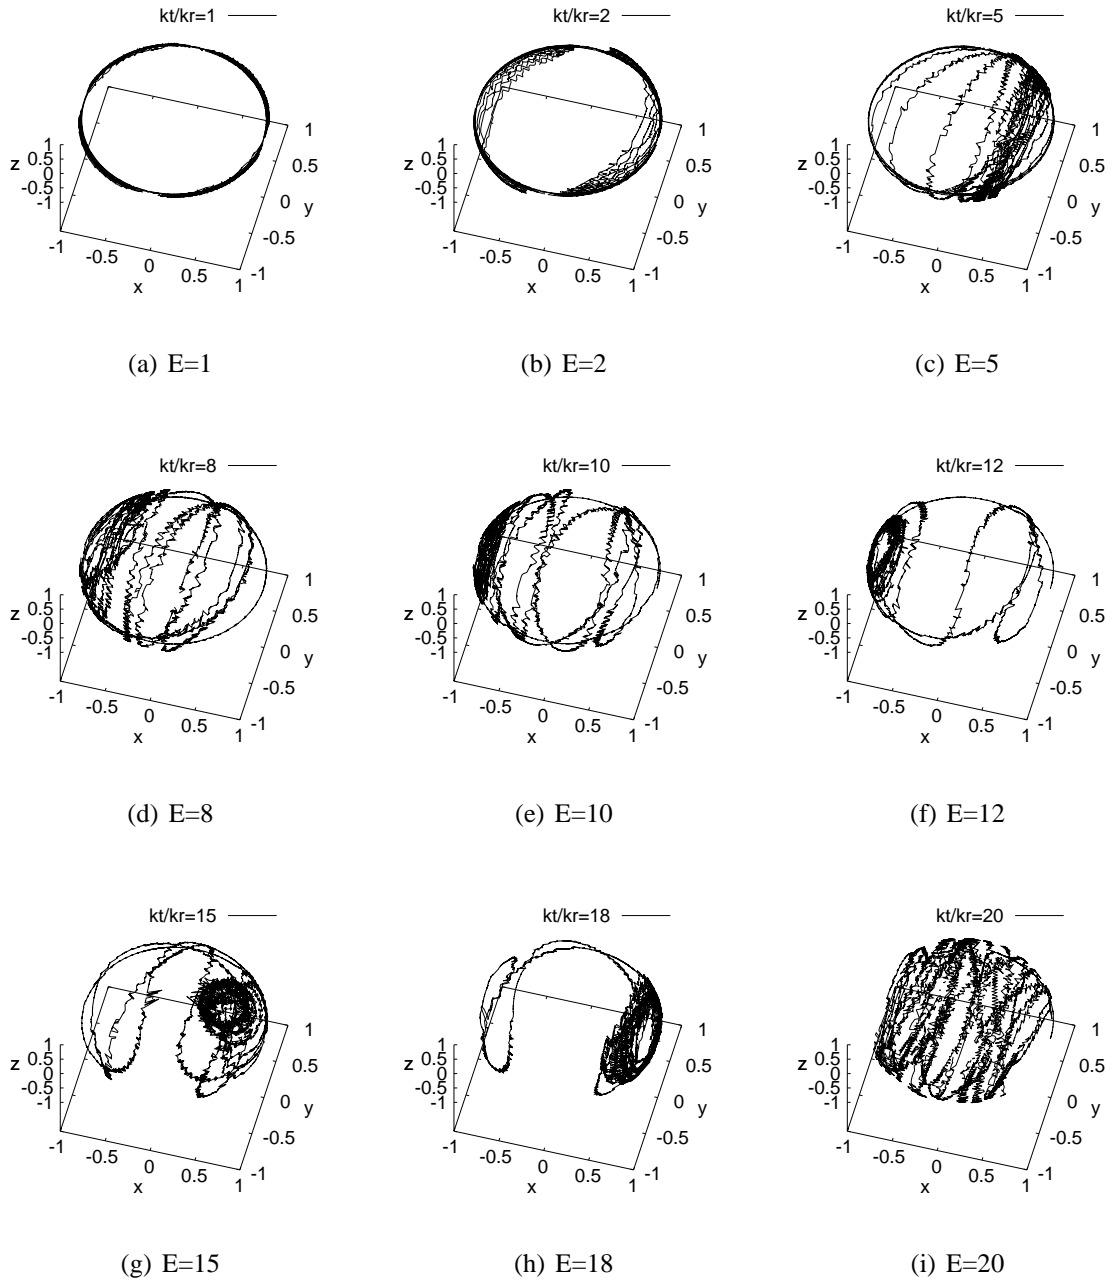 kt/kr=1 kt/kr=2 kt/kr=5
1 1 1
z 1 0.5 0 -0.5 -1 0.5 z 1 0.5 0 -0.5 -1 0.5 z 1 0.5 0 -0.5 -1 0.5
0 y 0 y 0 y
-0.5 -0.5 -0.5
-1 -0.5 0 0.5 1 -1 -1 -0.5 0 0.5 1 -1 -1 -0.5 0 0.5 1 -1
x x x
(a) E=1 (b) E=2 (c) E=5
kt/kr=8 kt/kr=10 kt/kr=12
1 1 1
z 1 0.5 0 -0.5 -1 0.5 z 1 0.5 0 -0.5 -1 0.5 z 1 0.5 0 -0.5 -1 0.5
0 y 0 y 0 y
-0.5 -0.5 -0.5
-1 -0.5 0 0.5 1 -1 -1 -0.5 0 0.5 1 -1 -1 -0.5 0 0.5 1 -1
x x x
(d) E=8 (e) E=10 (f) E=12
kt/kr=15 kt/kr=18 kt/kr=20
1 1 1
z 1 0.5 0 -0.5 -1 0.5 z 1 0.5 0 -0.5 -1 0.5 z 1 0.5 0 -0.5 -1 0.5
0 y 0 y 0 y
-0.5 -0.5 -0.5
-1 -0.5 0 0.5 1 -1 -1 -0.5 0 0.5 1 -1 -1 -0.5 0 0.5 1 -1
x x x
(g) E=15 (h) E=18 (i) E=20